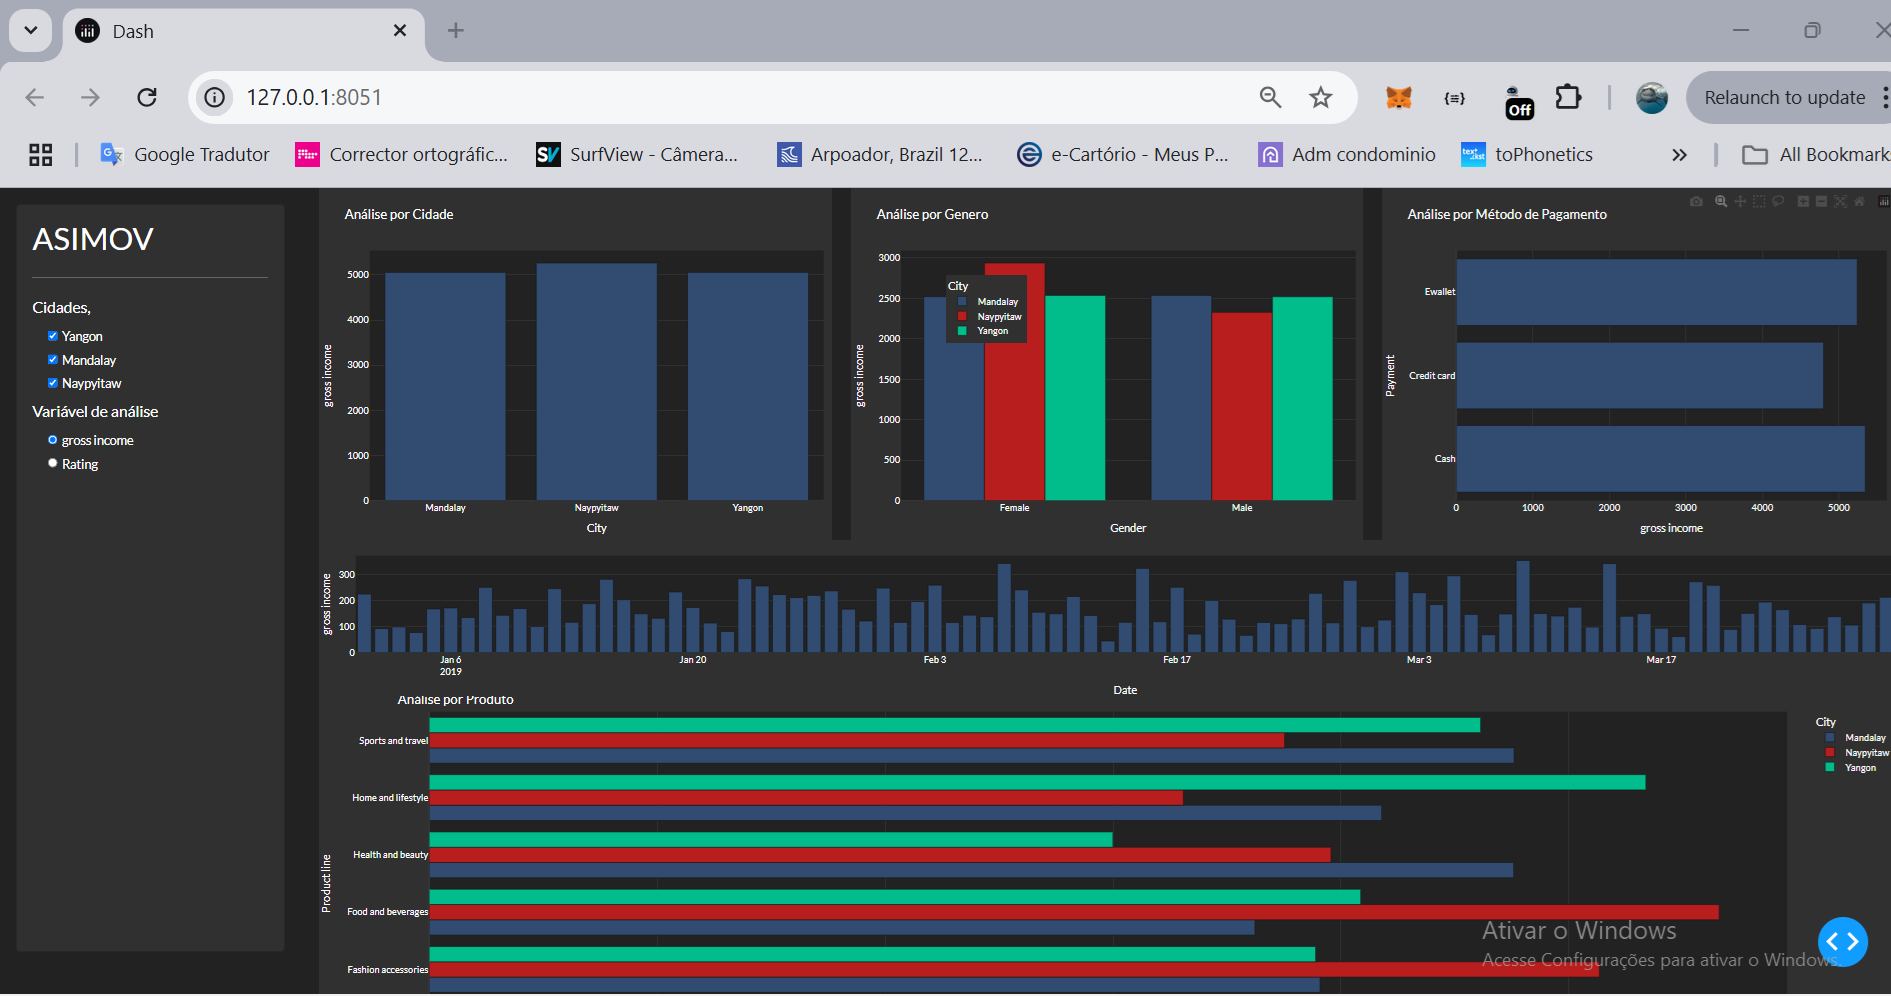 Dash
127.0.0.1:8051
Off
Relaunch to update
Google Tradutor
Corrector ortográfic...
SurfView - Câmera...
Arpoador, Brazil 12...
e-Cartório - Meus P...
Adm condominio
toPhonetics
All Bookmarks
ASIMOV
Cidades,
Yangon
Mandalay
Naypyitaw
Variável de análise
gross income
Rating
Análise por Cidade
gross income
5000
4000
3000
2000
1000
0
Mandalay
Naypyitaw
Yangon
City
Análise por Genero
gross income
3000
2500
2000
1500
1000
500
0
City
Mandalay
Naypyitaw
Yangon
Female
Male
Gender
Análise por Método de Pagamento
Payment
Ewallet
Credit card
Cash
0
1000
2000
3000
4000
5000
gross income
gross income
300
200
100
0
Jan 6
2019
Jan 20
Feb 3
Feb 17
Mar 3
Mar 17
Date
Análise por Produto
Product line
Sports and travel
Home and lifestyle
Health and beauty
Food and beverages
Fashion accessories
City
Mandalay
Naypyitaw
Yangon
Ativar o Windows
Acesse Configurações para ativar o Windows.